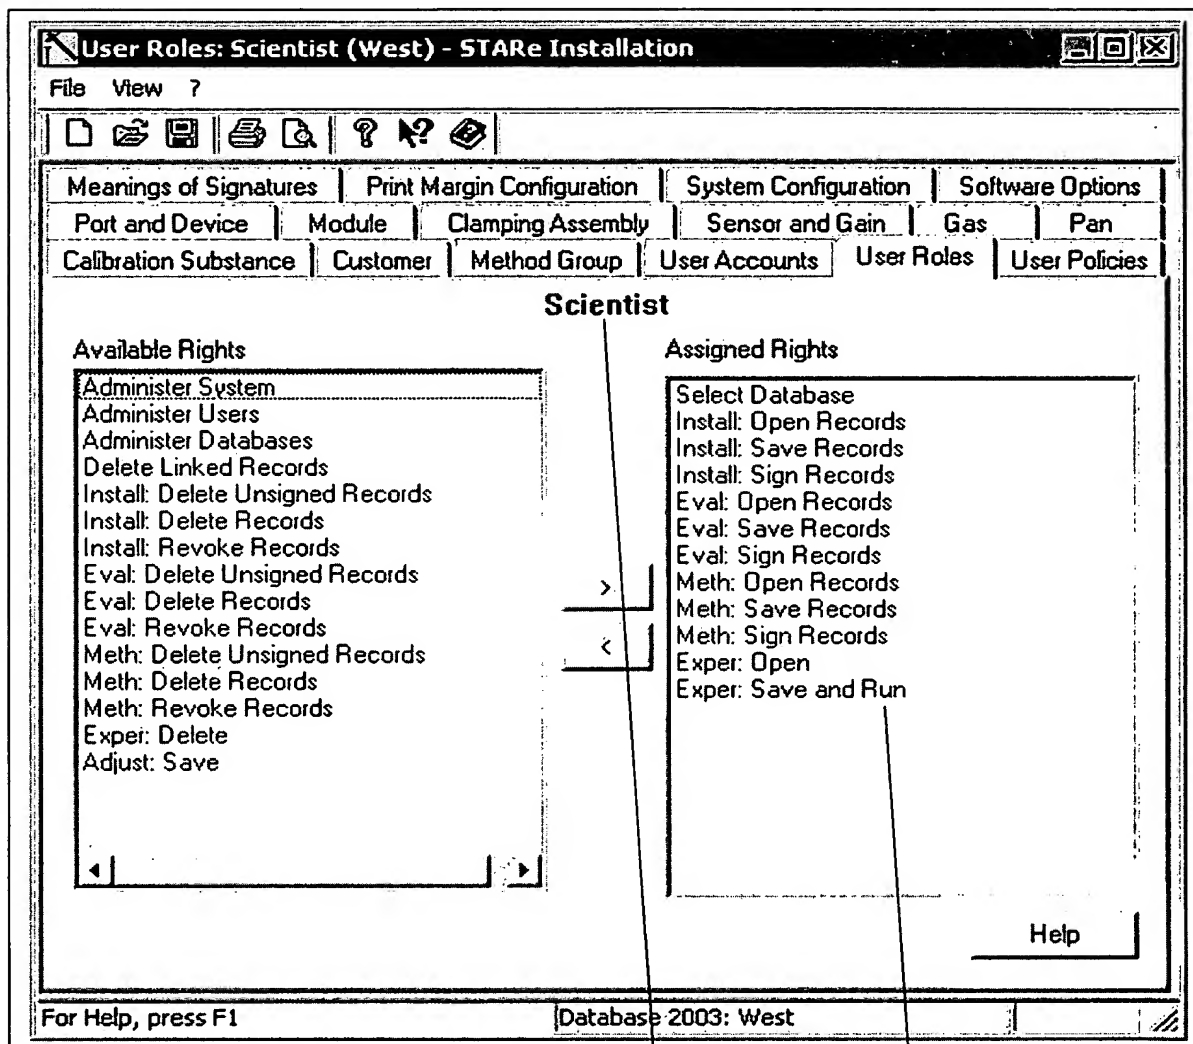 User Roles: Scientist (West) - STARe Installation
File View ?
Meanings of Signatures Print Margin Configuration System Configuration Software Options
Port and Device Module Clamping Assembly Sensor and Gain Gas Pan
Calibration Substance Customer Method Group User Accounts User Roles User Policies
Scientist
Available Rights
Administer System
Administer Users
Administer Databases
Delete Linked Records
Install: Delete Unsigned Records
Install: Delete Records
Install: Revoke Records
Eval: Delete Unsigned Records
Eval: Delete Records
Eval: Revoke Records
Meth: Delete Unsigned Records
Meth: Delete Records
Meth: Revoke Records
Exper: Delete
Adjust: Save
>
<
Assigned Rights
Select Database
Install: Open Records
Install: Save Records
Install: Sign Records
Eval: Open Records
Eval: Save Records
Eval: Sign Records
Meth: Open Records
Meth: Save Records
Meth: Sign Records
Exper: Open
Exper: Save and Run
Help
For Help, press F1 Database 2003: West